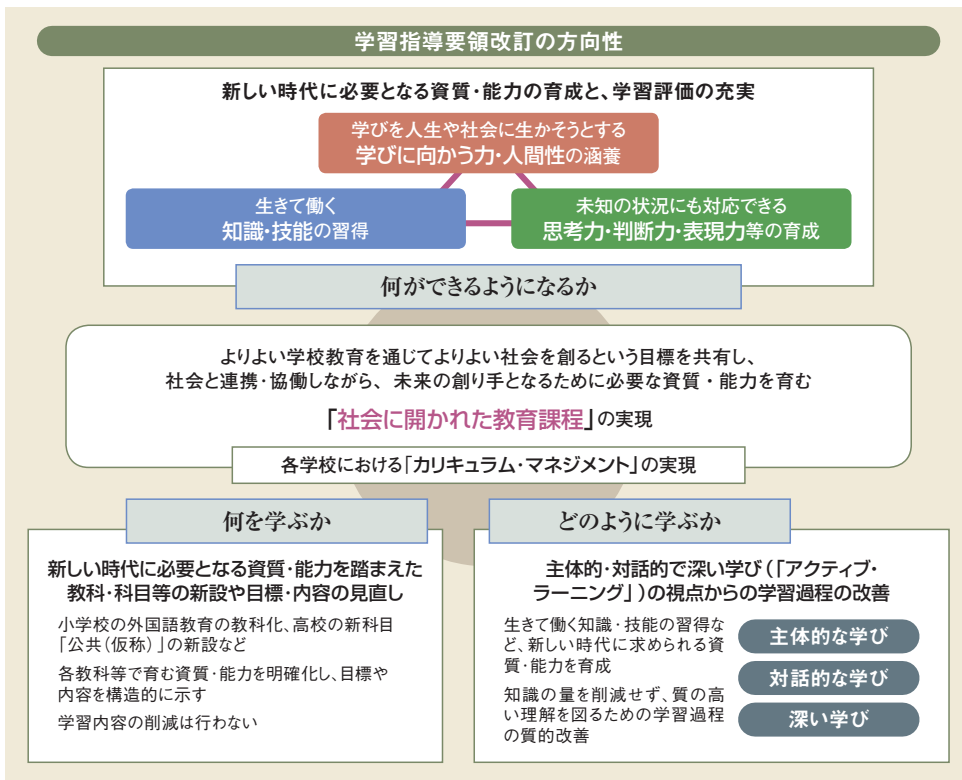 学習指導要領改訂の方向性
新しい時代に必要となる資質・能力の育成と、学習評価の充実
学びを人生や社会に生かそうとする
学びに向かう力・人間性の涵養
生きて働く
知識・技能の習得
未知の状況にも対応できる
思考力・判断力・表現力等の育成
何ができるようになるか
よりよい学校教育を通じてよりよい社会を創るという目標を共有し、
社会と連携・協働しながら、未来の創り手となるために必要な資質・能力を育む
「社会に開かれた教育課程」の実現
各学校における「カリキュラム・マネジメント」の実現
何を学ぶか
新しい時代に必要となる資質・能力を踏まえた
教科・科目等の新設や目標・内容の見直し
小学校の外国語教育の教科化、高校の新科目
「公共(仮称)」の新設など
各教科等で育む資質・能力を明確化し、目標や
内容を構造的に示す
学習内容の削減は行わない
どのように学ぶか
主体的・対話的で深い学び(「アクティブ・
ラーニング」)の視点からの学習過程の改善
生きて働く知識・技能の習得な
ど、新しい時代に求められる資
質・能力を育成
知識の量を削減せず、質の高
い理解を図るための学習過程
の質的改善
主体的な学び
対話的な学び
深い学び